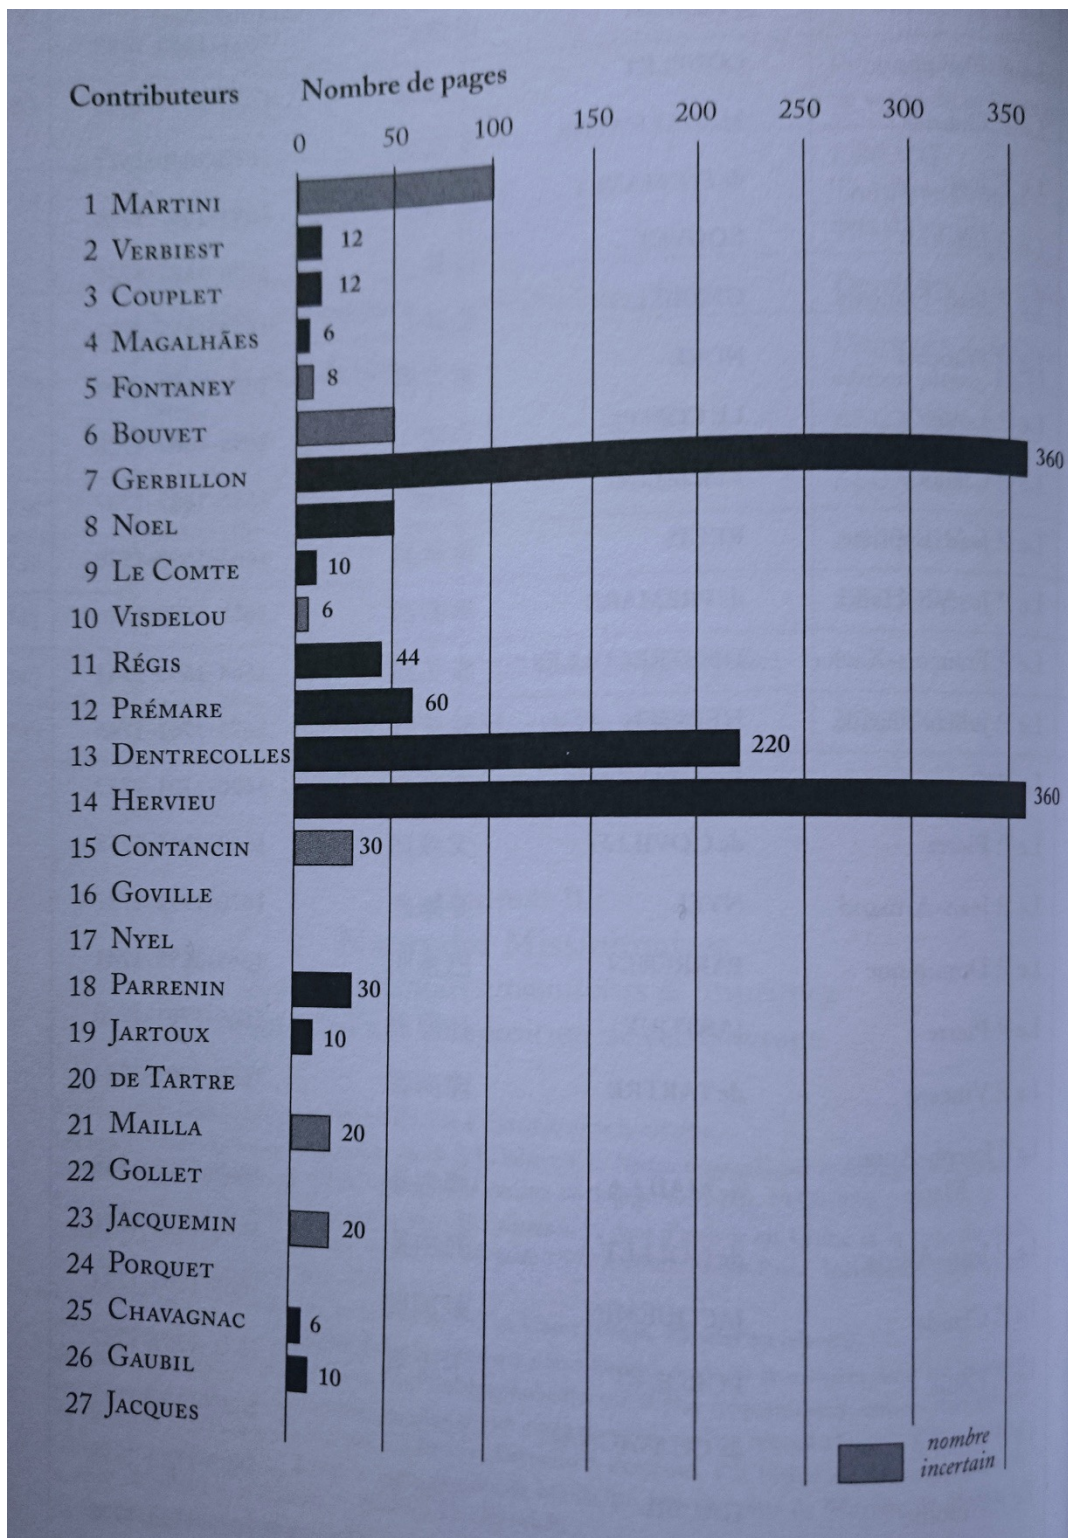 Contributeurs Nombre de pages
0 50 100 150 200 250 300 350
1 Martini
2 Verbiest 12
3 Couplet 12
4 Magalhães 6
5 Fontaney 8
6 Bouvet
7 Gerbillon 360
8 Noel
9 Le Comte 10
10 Visdelou 6
11 Régis 44
12 Prémare 60
13 Dentrecolles 220
14 Hervieu 360
15 Contancin 30
16 Goville
17 Nyel
18 Parrenin 30
19 Jartoux 10
20 de Tartre
21 Mailla 20
22 Gollet
23 Jacquemin 20
24 Porquet
25 Chavagnac 6
26 Gaubil 10
27 Jacques
nombre
incertain